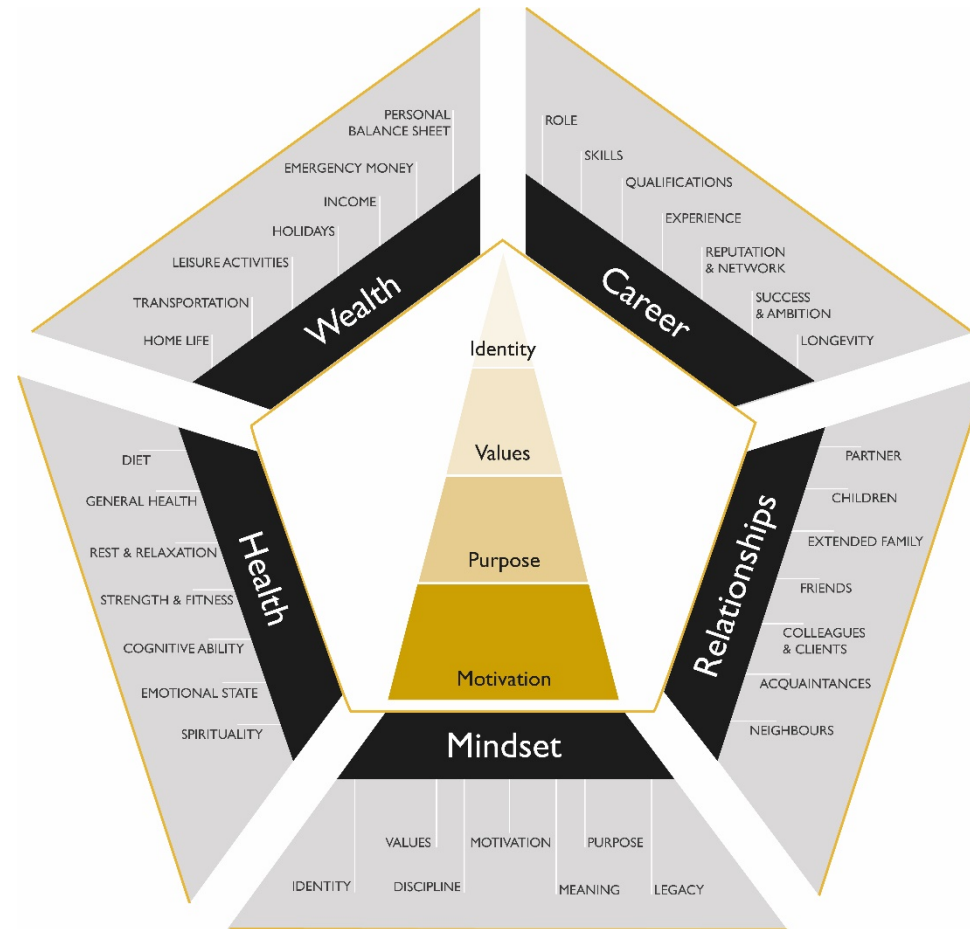 PERSONAL
BALANCE SHEET
EMERGENCY MONEY
INCOME
HOLIDAYS
LEISURE ACTIVITIES
TRANSPORTATION
HOME LIFE
Wealth
ROLE
SKILLS
QUALIFICATIONS
EXPERIENCE
REPUTATION
& NETWORK
SUCCESS
& AMBITION
LONGEVITY
Career
Identity
Values
Purpose
Motivation
DIET
GENERAL HEALTH
REST & RELAXATION
STRENGTH & FITNESS
COGNITIVE ABILITY
EMOTIONAL STATE
SPIRITUALITY
Health
Relationships
PARTNER
CHILDREN
EXTENDED FAMILY
FRIENDS
COLLEAGUES
& CLIENTS
ACQUAINTANCES
NEIGHBOURS
Mindset
VALUES
MOTIVATION
PURPOSE
IDENTITY
DISCIPLINE
MEANING
LEGACY